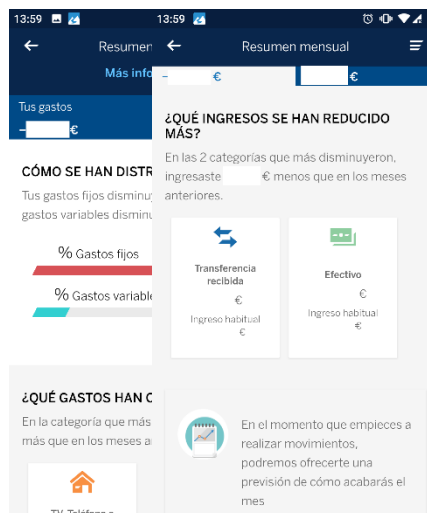 13:59
Resumen
Más info
Tus gastos
- €
CÓMO SE HAN DISTR
Tus gastos fijos disminu
gastos variables disminu
% Gastos fijos
% Gastos variable
¿QUÉ GASTOS HAN C
En la categoría que más
más que en los meses a
13:59
Resumen mensual
- €
€
¿QUÉ INGRESOS SE HAN REDUCIDO
MÁS?
En las 2 categorías que más disminuyeron,
ingresaste € menos que en los meses
anteriores.
Transferencia
recibida
€
Ingreso habitual
€
Efectivo
€
Ingreso habitual
€
En el momento que empieces a
realizar movimientos,
podremos ofrecerte una
previsión de cómo acabarás el
mes